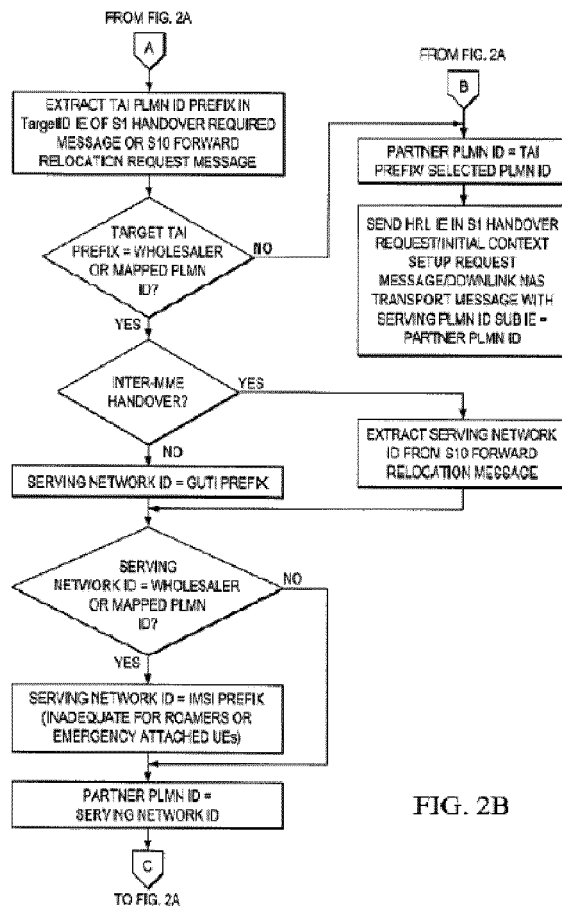 FROM FIG. 2A
A
EXTRACT TAI PLMN ID PREFIX IN
TargetID IE OF S1 HANDOVER REQUIRED
MESSAGE OR S10 FORWARD
RELOCATION REQUEST MESSAGE
TARGET TAI
PREFIX = WHOLESALER
OR MAPPED PLMN
ID?
NO
YES
FROM FIG. 2A
B
PARTNER PLMN ID = TAI
PREFIX/ SELECTED PLMN ID
SEND HRL IE IN S1 HANDOVER
REQUEST/INITIAL CONTEXT
SETUP REQUEST
MESSAGE/DOWNLINK NAS
TRANSPORT MESSAGE WITH
SERVING PLMN ID SUB IE =
PARTNER PLMN ID
INTER-MME
HANDOVER?
YES
NO
EXTRACT SERVING NETWORK
ID FROM S10 FORWARD
RELOCATION MESSAGE
SERVING NETWORK ID = GUTI PREFIX
SERVING
NETWORK ID = WHOLESALER
OR MAPPED PLMN
ID?
NO
YES
SERVING NETWORK ID = IMSI PREFIX
(INADEQUATE FOR ROAMERS OR
EMERGENCY ATTACHED UEs)
PARTNER PLMN ID =
SERVING NETWORK ID
C
TO FIG. 2A
FIG. 2B